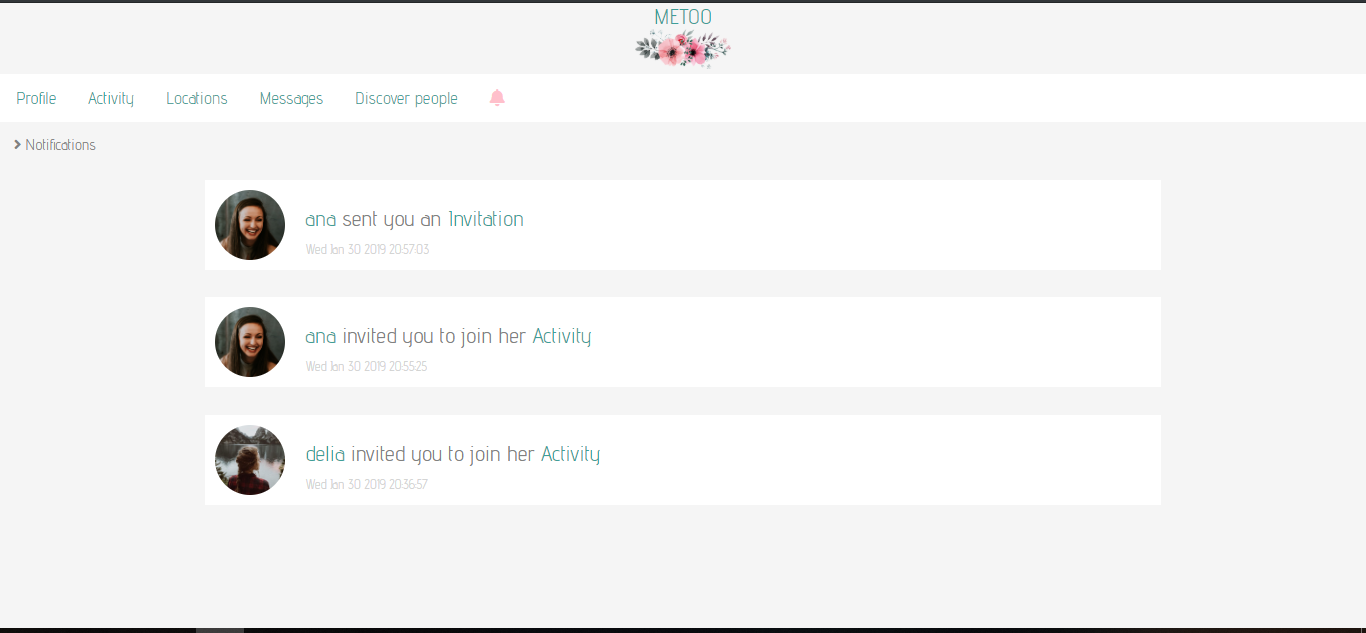 METOO
Profile Activity Locations Messages Discover people
Notifications
ana sent you an Invitation
Wed Jan 30 2019 20:57:03
ana invited you to join her Activity
Wed Jan 30 2019 20:55:25
delia invited you to join her Activity
Wed Jan 30 2019 20:36:57